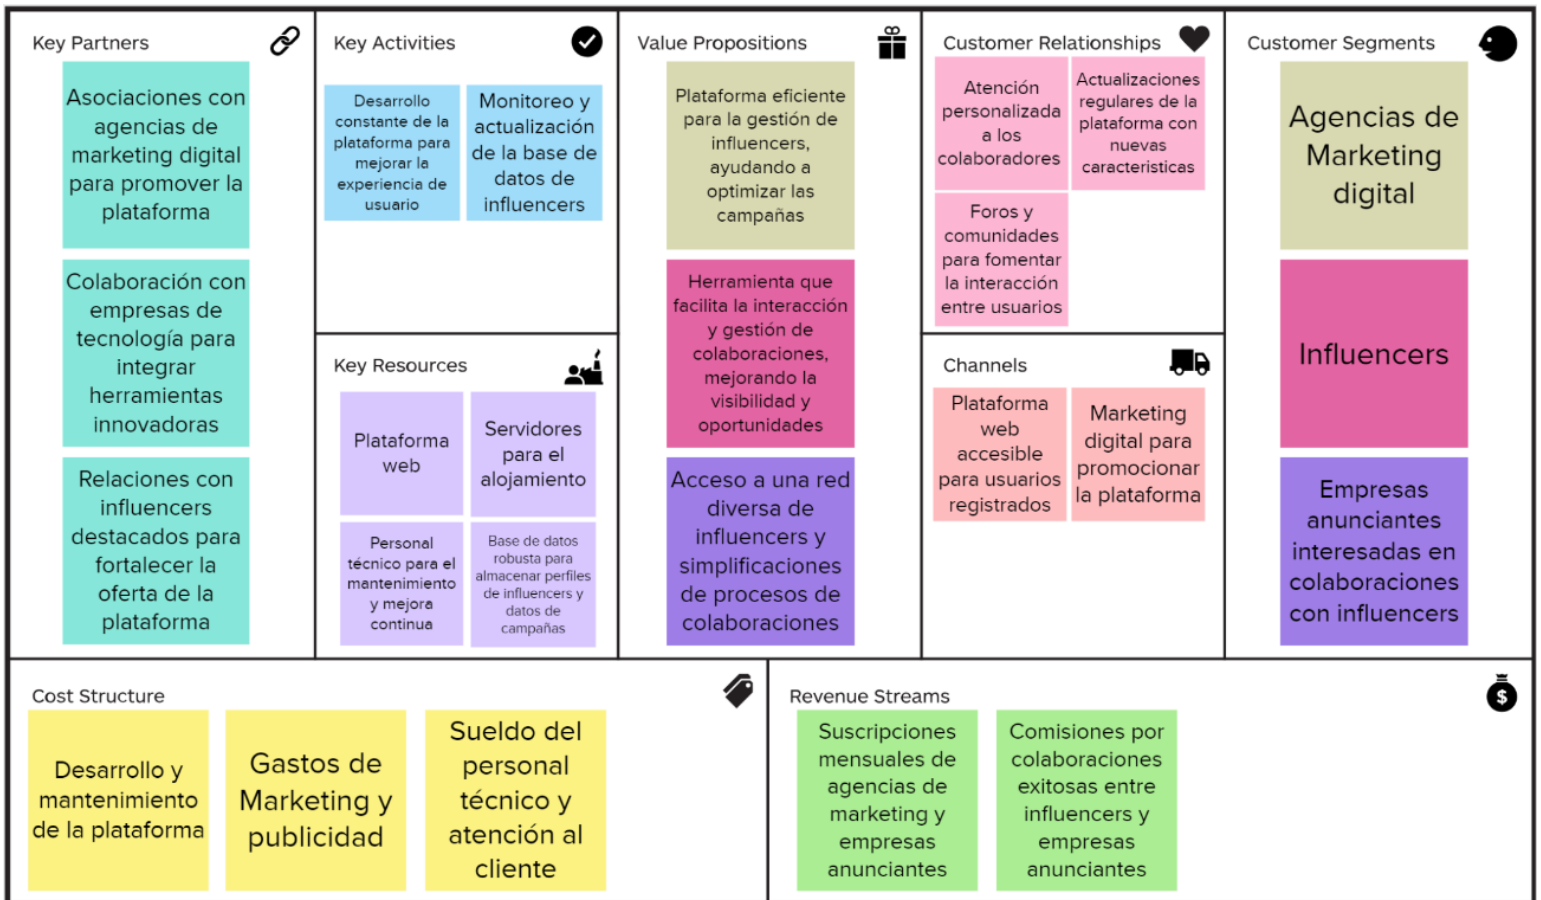 Key Partners
Asociaciones con
agencias de
marketing digital
para promover la
plataforma
Colaboración con
empresas de
tecnología para
integrar
herramientas
innovadoras
Relaciones con
influencers
destacados para
fortalecer la
oferta de la
plataforma
Key Activities
Desarrollo
constante de la
plataforma para
mejorar la
experiencia de
usuario
Monitoreo y
actualización
de la base de
datos de
influencers
Key Resources
Plataforma
web
Servidores
para el
alojamiento
Personal
técnico para el
mantenimiento
y mejora
continua
Base de datos
robusta para
almacenar perfiles
de influencers y
datos de
campañas
Value Propositions
Plataforma eficiente
para la gestión de
influencers,
ayudando a
optimizar las
campañas
Herramienta que
facilita la interacción
y gestión de
colaboraciones,
mejorando la
visibilidad y
oportunidades
Acceso a una red
diversa de
influencers y
simplificaciones
de procesos de
colaboraciones
Customer Relationships
Atención
personalizada
a los
colaboradores
Actualizaciones
regulares de la
plataforma con
nuevas
caracteristicas
Foros y
comunidades
para fomentar
la interacción
entre usuarios
Channels
Plataforma
web
accesible
para usuarios
registrados
Marketing
digital para
promocionar
la plataforma
Customer Segments
Agencias de
Marketing
digital
Influencers
Empresas
anunciantes
interesadas en
colaboraciones
con influencers
Cost Structure
Desarrollo y
mantenimiento
de la plataforma
Gastos de
Marketing y
publicidad
Sueldo del
personal
técnico y
atención al
cliente
Revenue Streams
$
Suscripciones
mensuales de
agencias de
marketing y
empresas
anunciantes
Comisiones por
colaboraciones
exitosas entre
influencers y
empresas
anunciantes